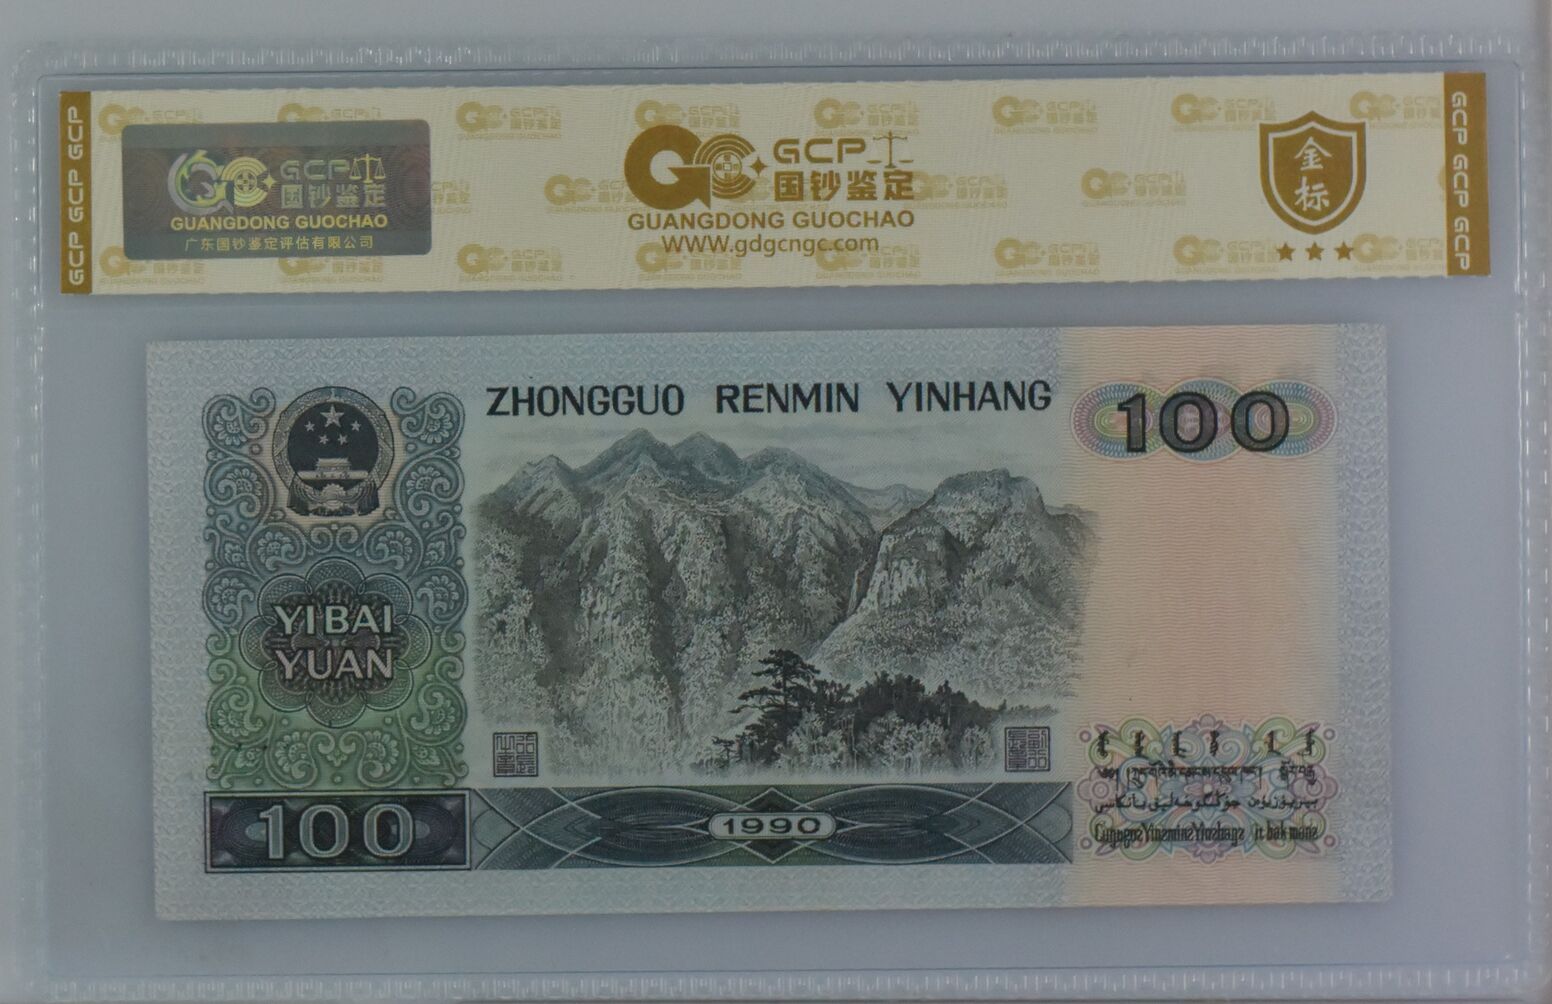 GCP GCP GCP
GCP
国钞鉴定
GUANGDONG GUOCHAO
广东国钞鉴定评估有限公司
GCP
国钞鉴定
GUANGDONG GUOCHAO
WWW.gdgcngc.com
金标
GCP GCP GCP
ZHONGGUO RENMIN YINHANG
100
YIBAI
YUAN
100
1990